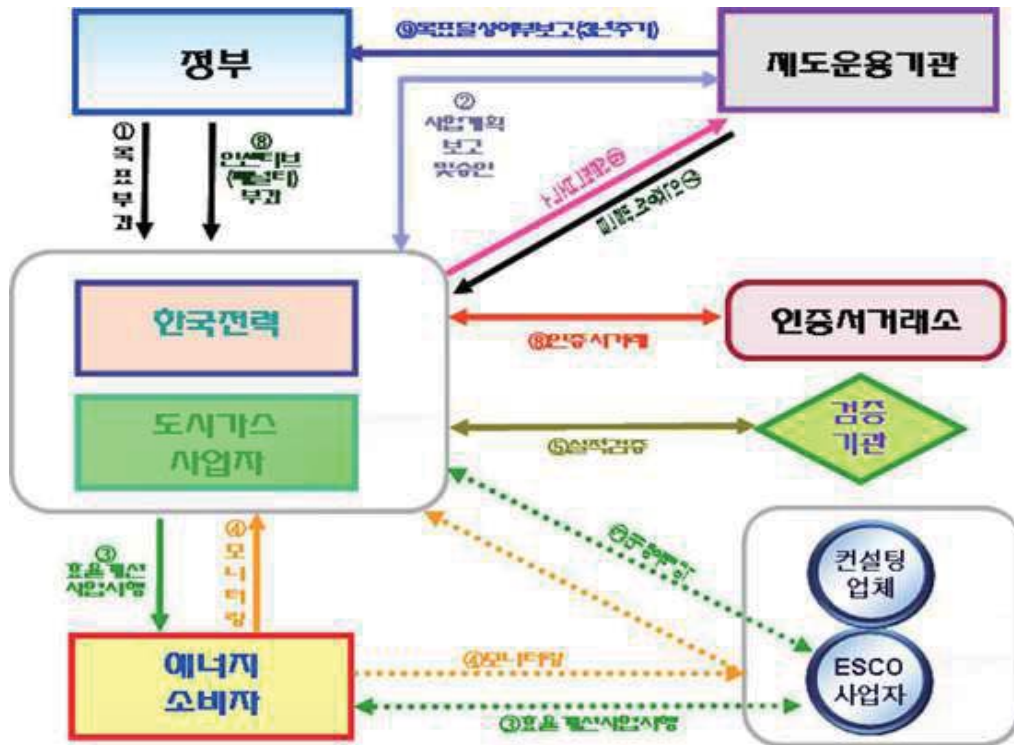 ⑨목표달성여부보고(3년주기)
정부
제도운용기관
①
목
표
부
과
⑧
인센티브
(패널티)
부과
②
사업계획
보고
및승인
한국전력
도시가스
사업자
⑧인증서거래
인증서거래소
⑤실적검증
검증
기관
③
효율개선
사업시행
④
모
니
터
링
컨설팅
업체
ESCO
사업자
에너지
소비자
④모니터링
③효율개선사업시행